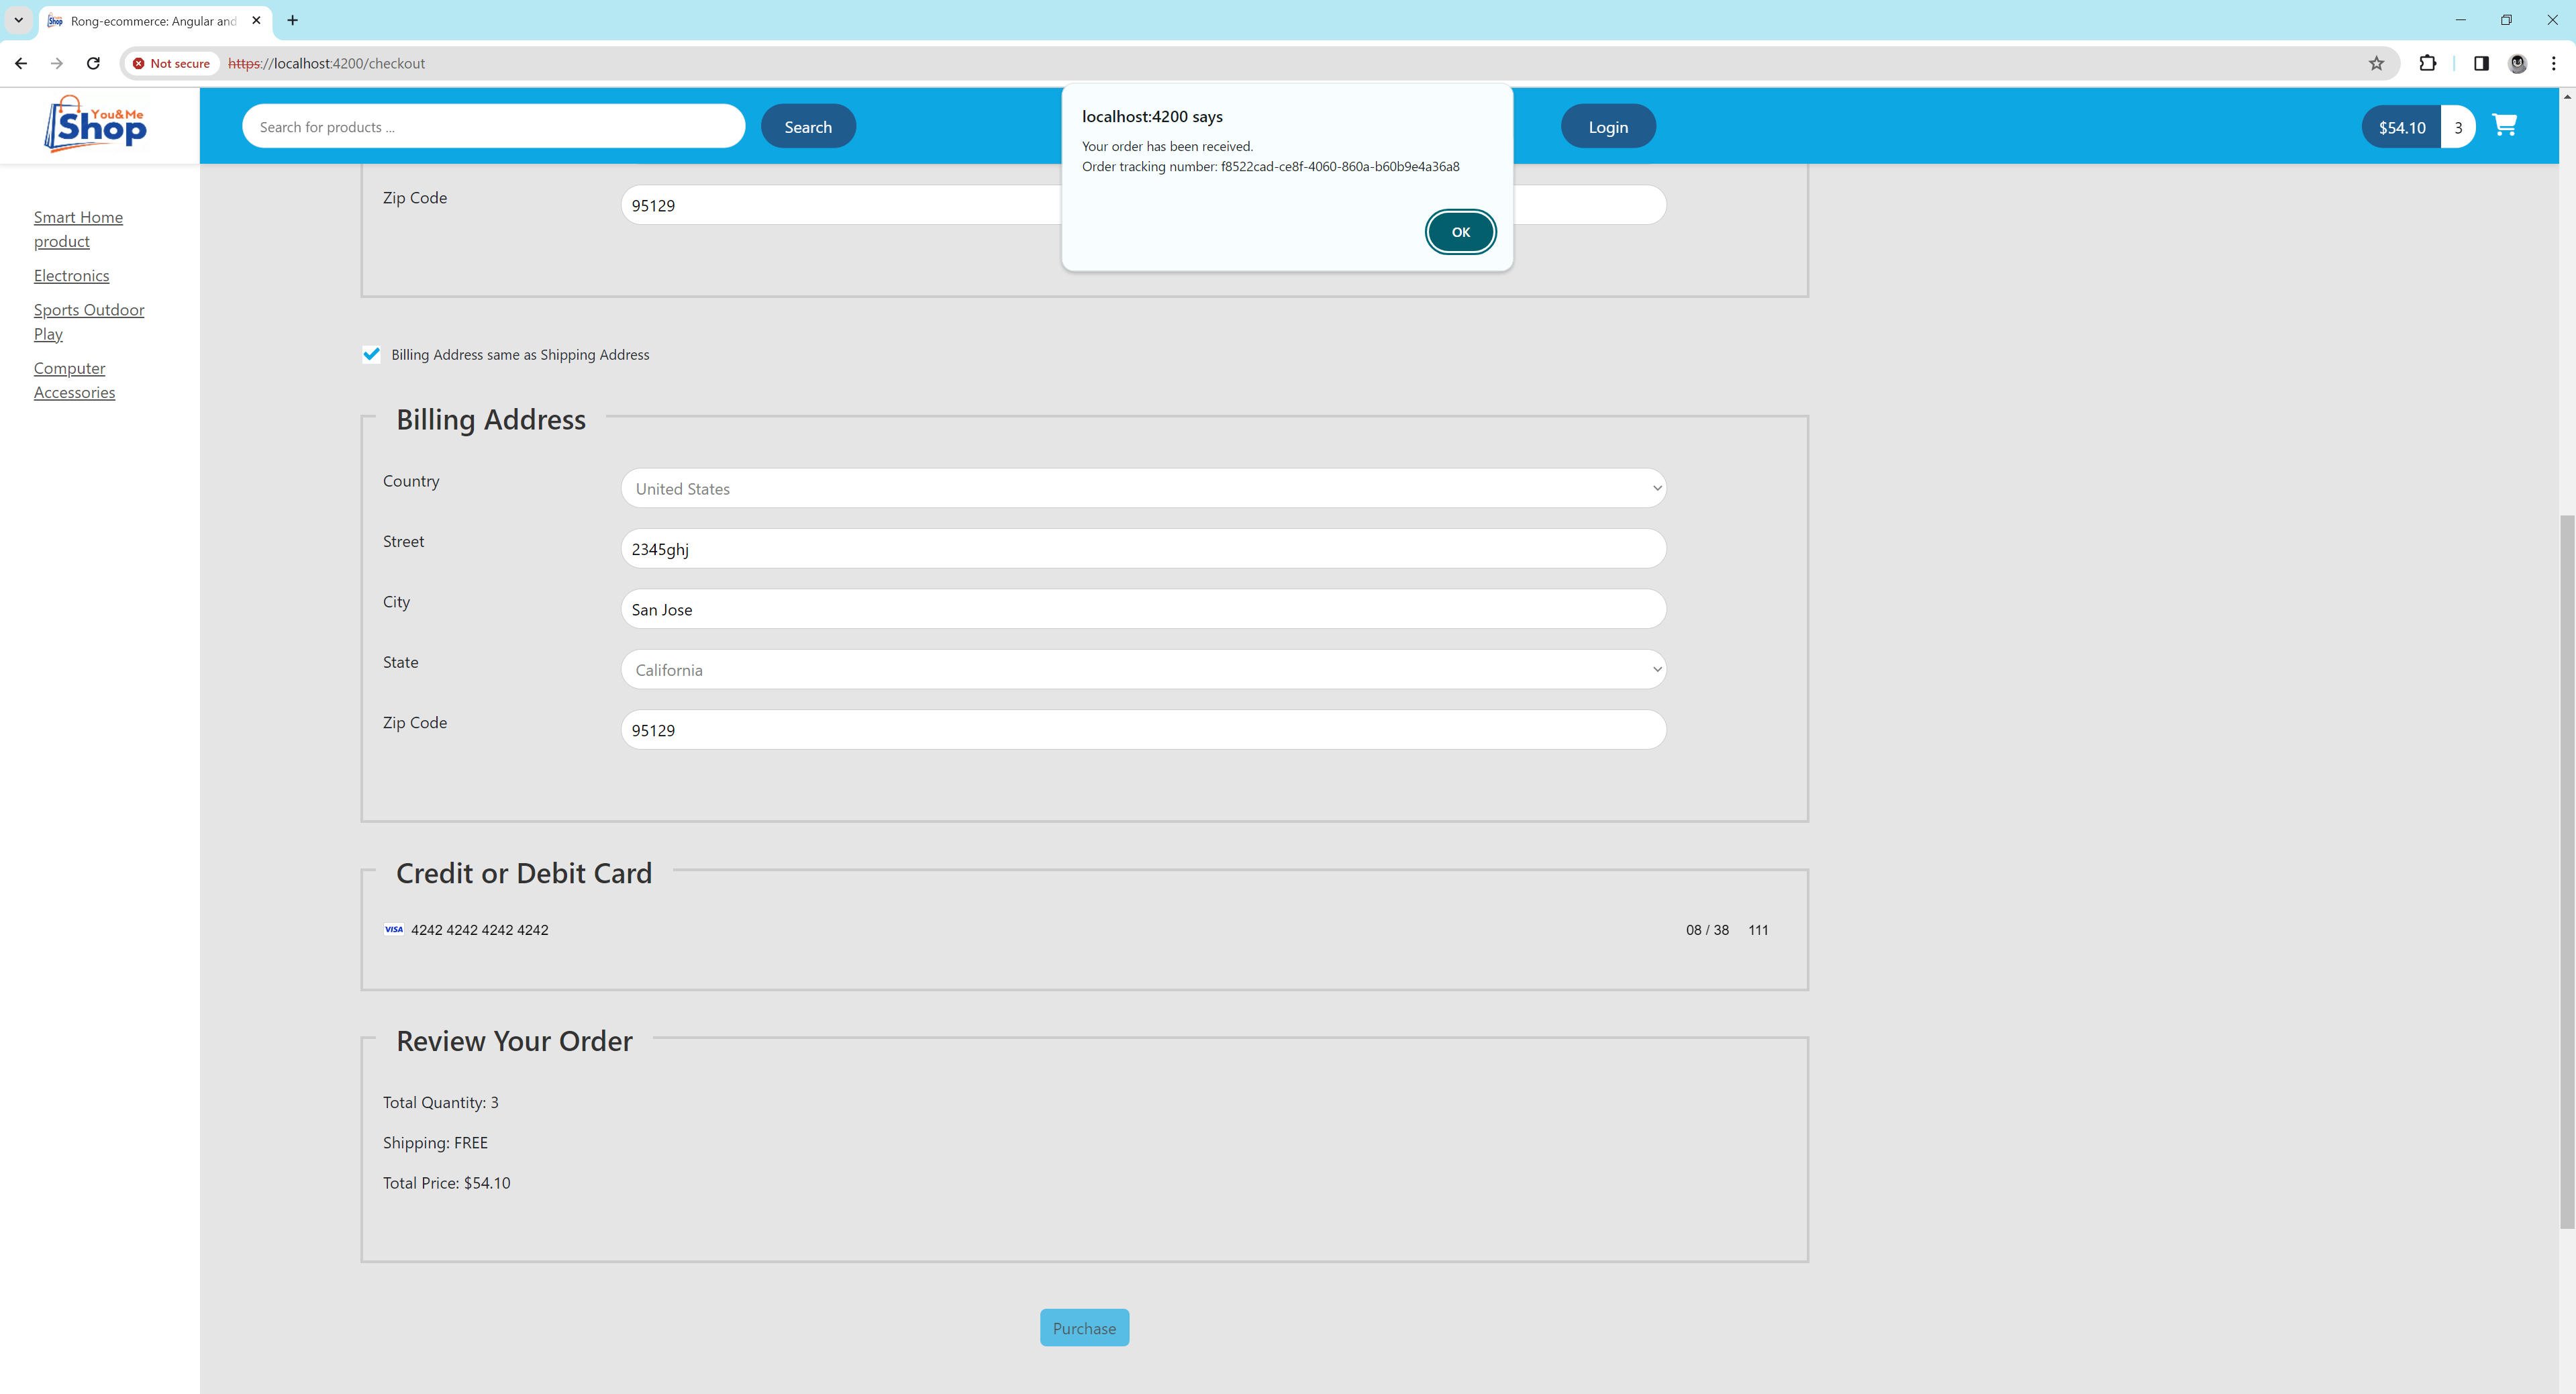 Rong-ecommerce: Angular and
Not secure
https://localhost:4200/checkout
You&Me
Shop
Search for products ...
Search
Login
$54.10
3
localhost:4200 says
Your order has been received.
Order tracking number: f8522cad-ce8f-4060-860a-b60b9e4a36a8
OK
Smart Home
product
Electronics
Sports Outdoor
Play
Computer
Accessories
Zip Code
95129
Billing Address same as Shipping Address
Billing Address
Country
United States
Street
2345ghj
City
San Jose
State
California
Zip Code
95129
Credit or Debit Card
VISA
4242 4242 4242 4242
08 / 38
111
Review Your Order
Total Quantity: 3
Shipping: FREE
Total Price: $54.10
Purchase